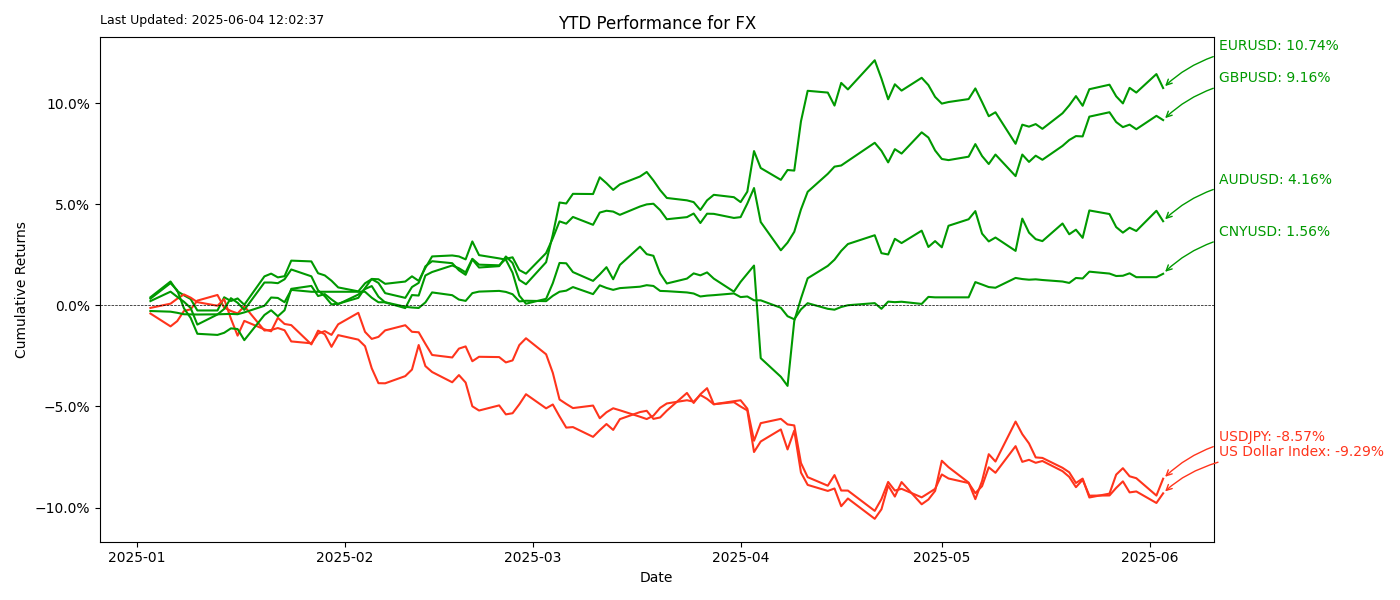 Last Updated: 2025-06-04 12:02:37
YTD Performance for FX
EURUSD: 10.74%
GBPUSD: 9.16%
AUDUSD: 4.16%
CNYUSD: 1.56%
USDJPY: -8.57%
US Dollar Index: -9.29%
Cumulative Returns
10.0%
5.0%
0.0%
−5.0%
−10.0%
2025-01
2025-02
2025-03
2025-04
2025-05
2025-06
Date